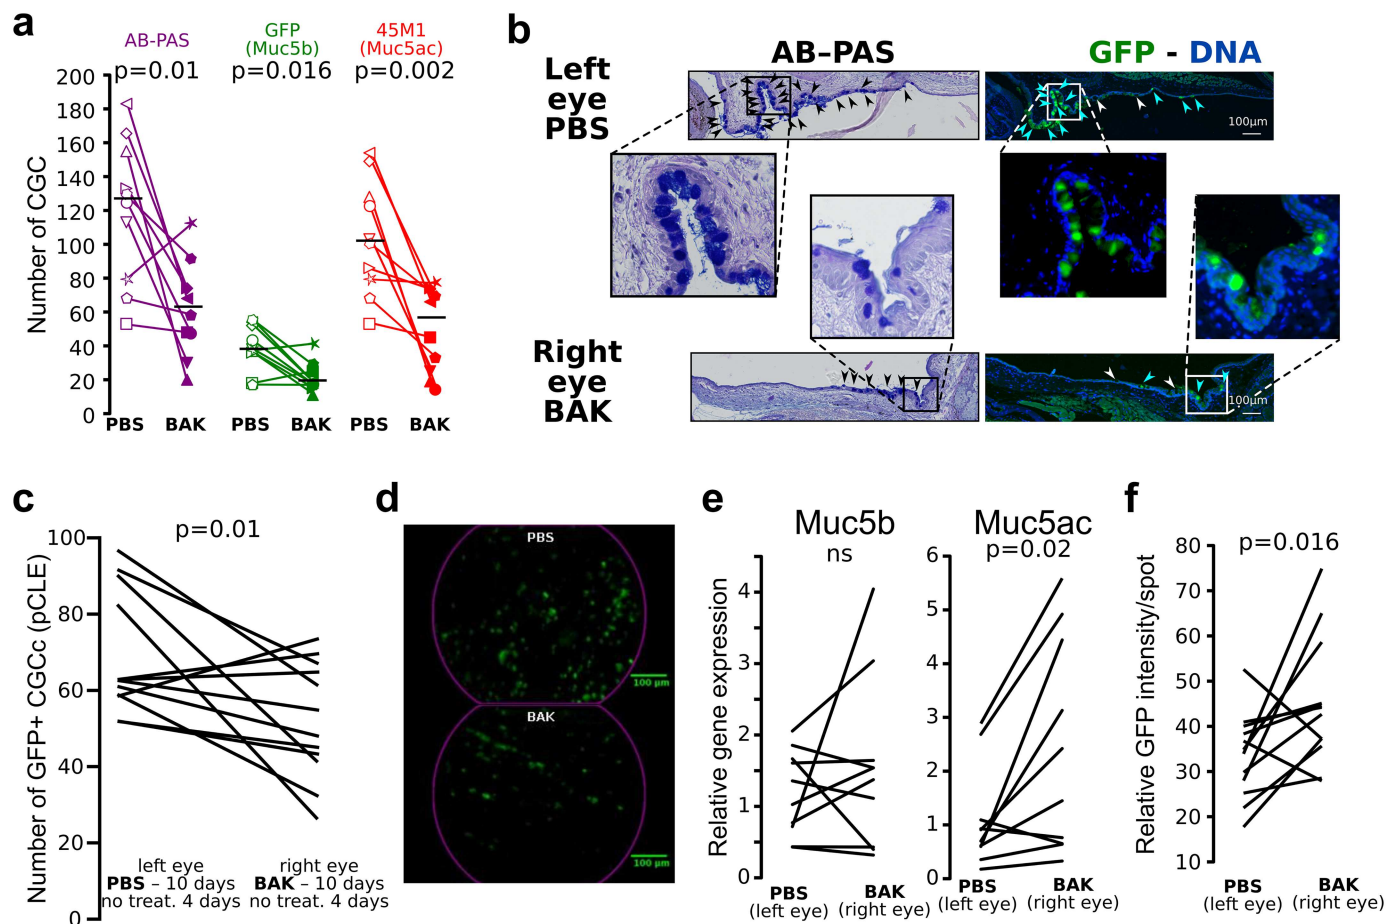 a
AB-PAS
GFP
(Muc5b)
45M1
(Muc5ac)
p=0.01
p=0.016
p=0.002
Number of CGC
200
180
160
140
120
100
80
60
40
20
0
PBS
BAK
PBS
BAK
PBS
BAK
b
AB-PAS
GFP - DNA
Left
eye
PBS
100µm
Right
eye
BAK
100µm
c
p=0.01
Number of GFP+ CGCc (pCLE)
100
80
60
40
20
0
left eye
PBS – 10 days
no treat. 4 days
right eye
BAK – 10 days
no treat. 4 days
d
PBS
100 µm
BAK
100 µm
e
Muc5b
ns
Relative gene expression
4
3
2
1
0
PBS
(left eye)
BAK
(right eye)
Muc5ac
p=0.02
6
5
4
3
2
1
0
PBS
(left eye)
BAK
(right eye)
f
p=0.016
Relative GFP intensity/spot
80
70
60
50
40
30
20
10
PBS
(left eye)
BAK
(right eye)